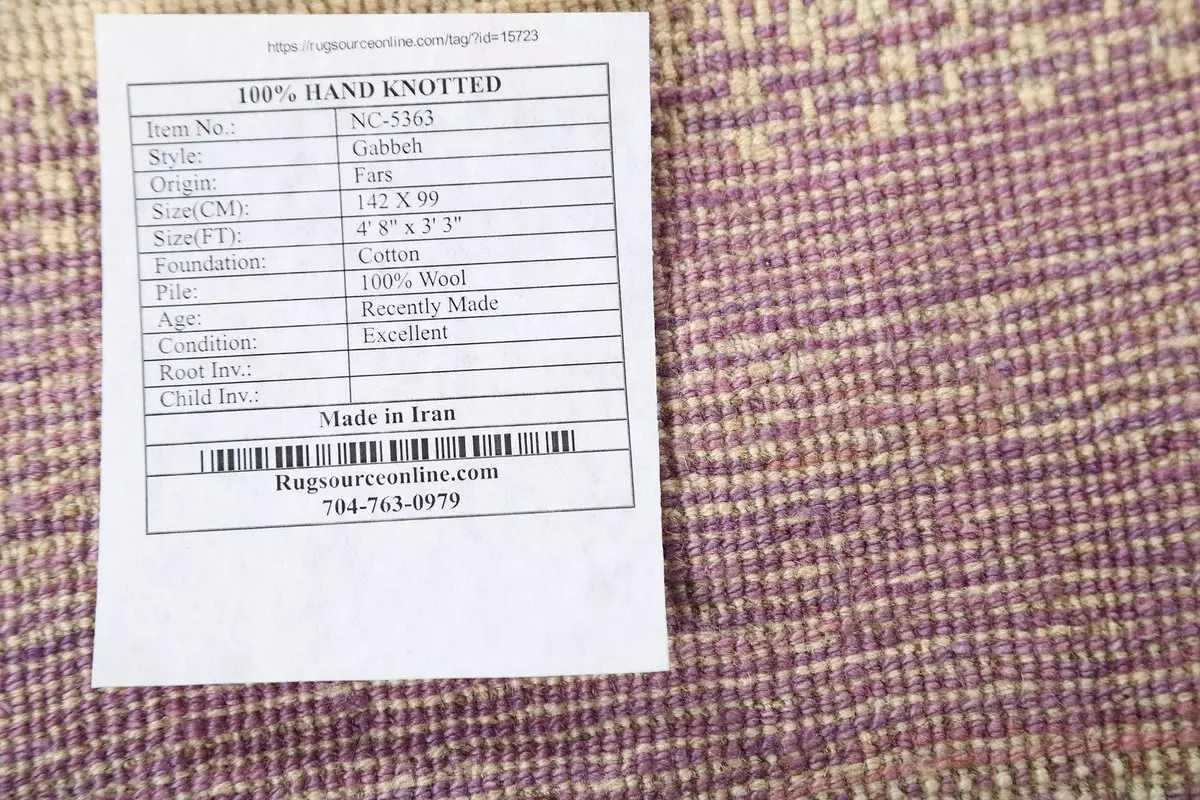 https://rugsourceonline.com/tag/?id=15723
100% HAND KNOTTED
Item No.: NC-5363
Style: Gabbeh
Origin: Fars
Size(CM): 142 X 99
Size(FT): 4' 8" x 3' 3"
Foundation: Cotton
Pile: 100% Wool
Age: Recently Made
Condition: Excellent
Root Inv.:
Child Inv.:
Made in Iran
Rugsourceonline.com
704-763-0979